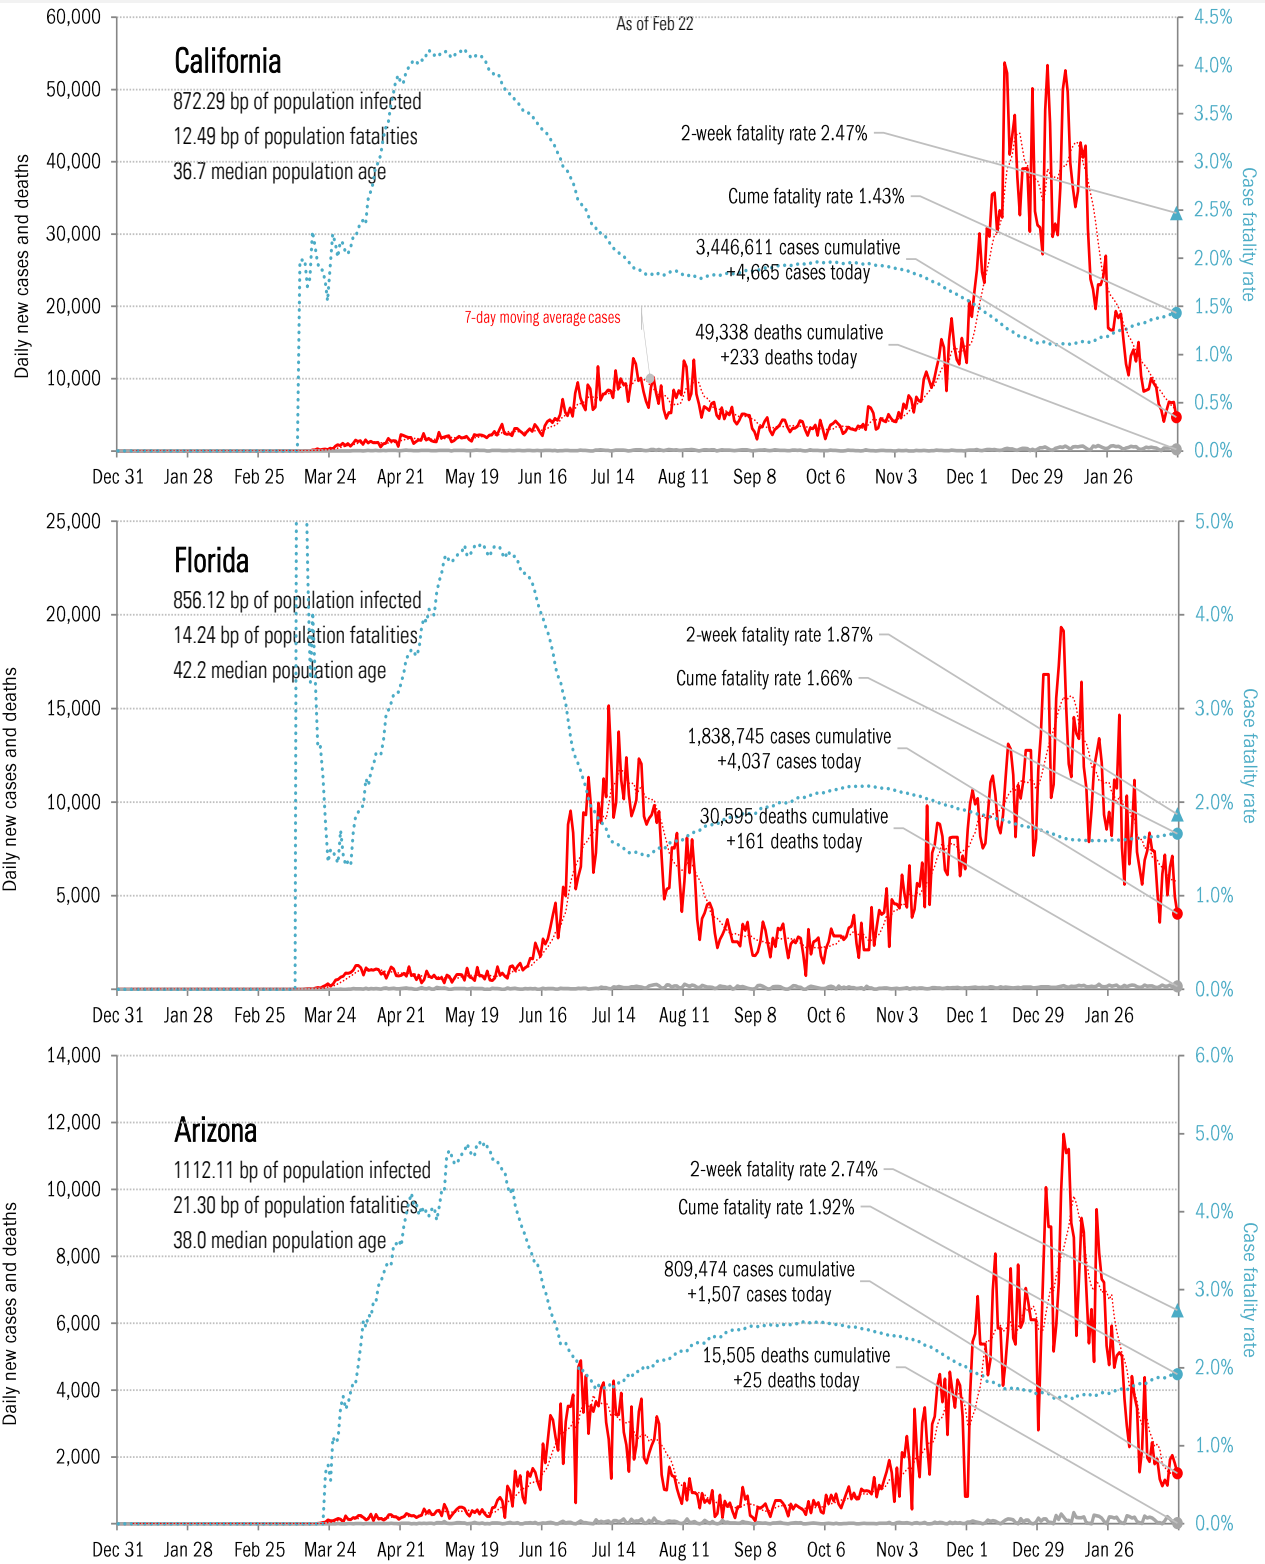 As of Feb 22
California
872.29 bp of population infected
12.49 bp of population fatalities
36.7 median population age
Daily new cases and deaths
60,000
50,000
40,000
30,000
20,000
10,000
4.5%
4.0%
3.5%
3.0%
2.5%
2.0%
1.5%
1.0%
0.5%
0.0%
Case fatality rate
2-week fatality rate 2.47%
Cume fatality rate 1.43%
3,446,611 cases cumulative
+4,665 cases today
7-day moving average cases
49,338 deaths cumulative
+233 deaths today
Dec 31 Jan 28 Feb 25 Mar 24 Apr 21 May 19 Jun 16 Jul 14 Aug 11 Sep 8 Oct 6 Nov 3 Dec 1 Dec 29 Jan 26
Florida
856.12 bp of population infected
14.24 bp of population fatalities
42.2 median population age
Daily new cases and deaths
25,000
20,000
15,000
10,000
5,000
5.0%
4.0%
3.0%
2.0%
1.0%
0.0%
Case fatality rate
2-week fatality rate 1.87%
Cume fatality rate 1.66%
1,838,745 cases cumulative
+4,037 cases today
30,595 deaths cumulative
+161 deaths today
Dec 31 Jan 28 Feb 25 Mar 24 Apr 21 May 19 Jun 16 Jul 14 Aug 11 Sep 8 Oct 6 Nov 3 Dec 1 Dec 29 Jan 26
Arizona
1112.11 bp of population infected
21.30 bp of population fatalities
38.0 median population age
Daily new cases and deaths
14,000
12,000
10,000
8,000
6,000
4,000
2,000
6.0%
5.0%
4.0%
3.0%
2.0%
1.0%
0.0%
Case fatality rate
2-week fatality rate 2.74%
Cume fatality rate 1.92%
809,474 cases cumulative
+1,507 cases today
15,505 deaths cumulative
+25 deaths today
Dec 31 Jan 28 Feb 25 Mar 24 Apr 21 May 19 Jun 16 Jul 14 Aug 11 Sep 8 Oct 6 Nov 3 Dec 1 Dec 29 Jan 26